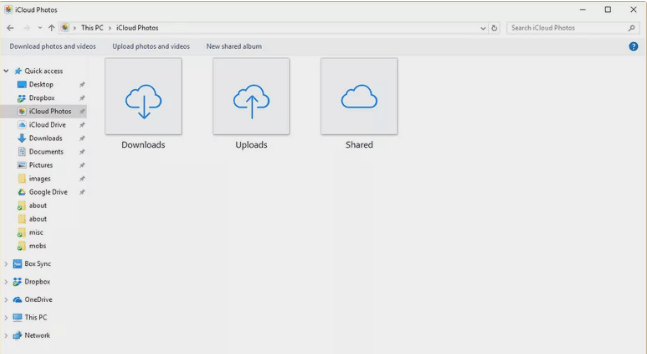 iCloud Photos
This PC > iCloud Photos
Search iCloud Photos
Download photos and videos
Upload photos and videos
New shared album
Quick access
Desktop
Dropbox
iCloud Photos
iCloud Drive
Downloads
Documents
Pictures
images
Google Drive
about
about
misc
mobs
Box Sync
Dropbox
OneDrive
This PC
Network
Downloads
Uploads
Shared